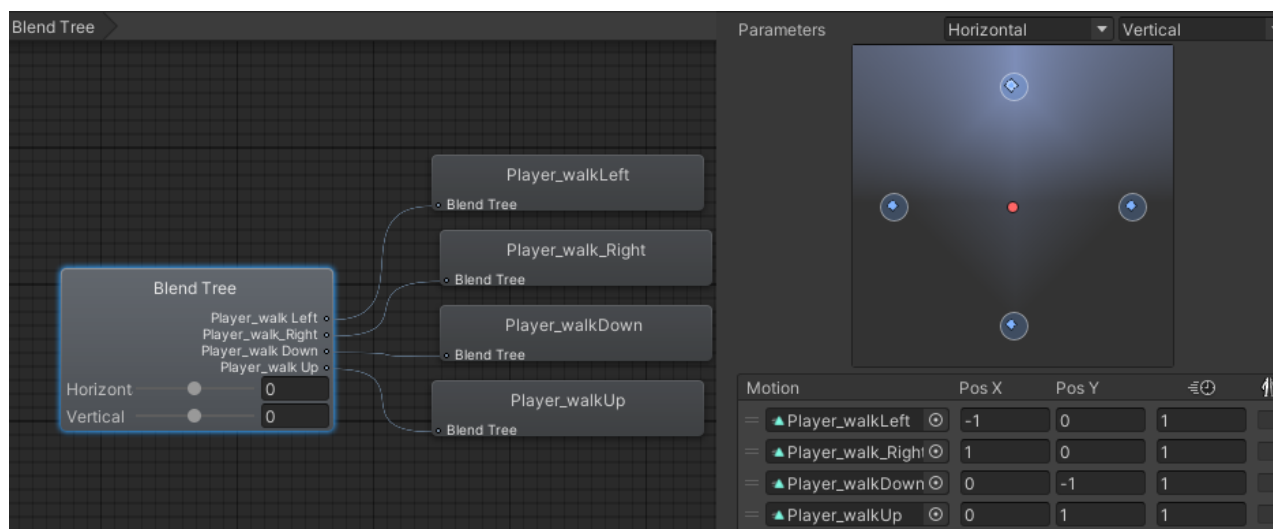 Blend Tree
Player_walkLeft
Blend Tree
Player_walk_Right
Blend Tree
Player_walkDown
Blend Tree
Player_walkUp
Blend Tree
Blend Tree
Player_walk Left
Player_walk_Right
Player_walk Down
Player_walk Up
Horizont 0
Vertical 0
Parameters Horizontal Vertical
Motion Pos X Pos Y
Player_walkLeft -1 0 1
Player_walk_Righ 1 0 1
Player_walkDown 0 -1 1
Player_walkUp 0 1 1